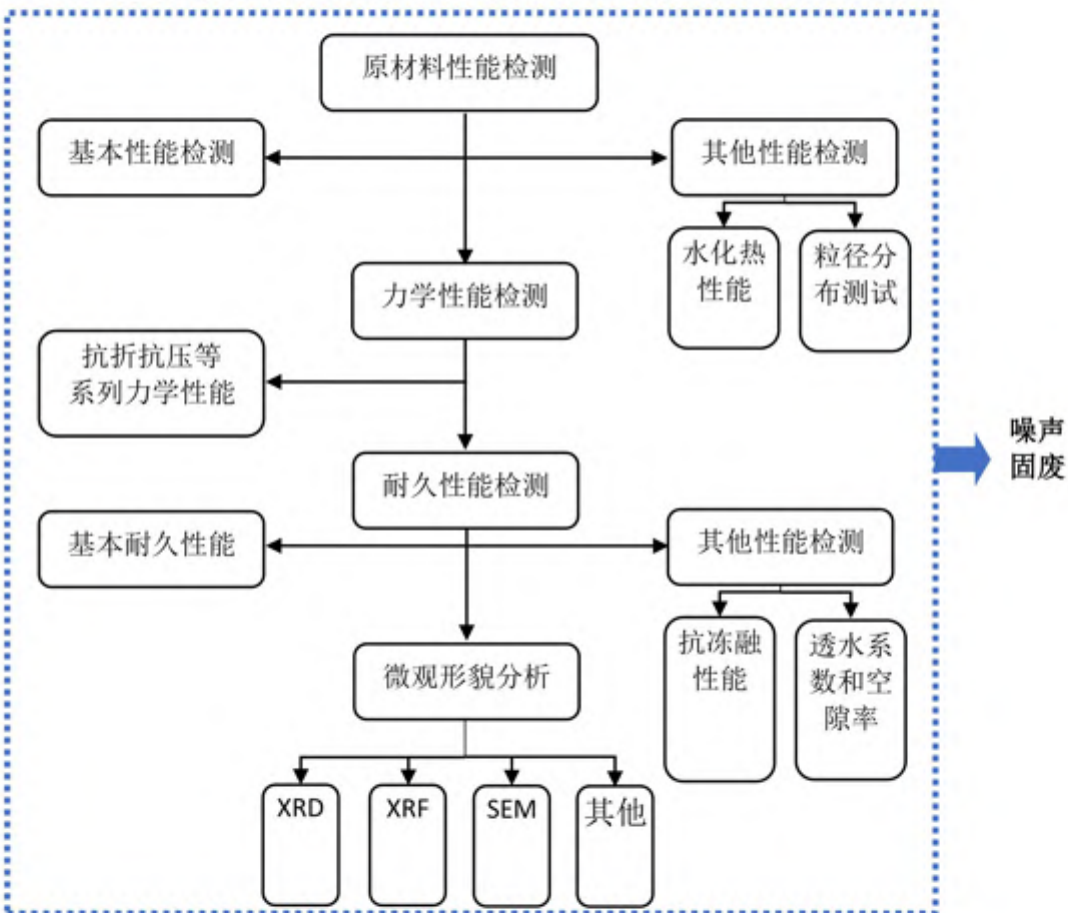 原材料性能检测
基本性能检测
其他性能检测
水化热
性能
粒径分
布测试
力学性能检测
抗折抗压等
系列力学性能
耐久性能检测
基本耐久性能
其他性能检测
抗冻融
性能
透水系
数和空
隙率
微观形貌分析
XRD
XRF
SEM
其他
噪声
固废